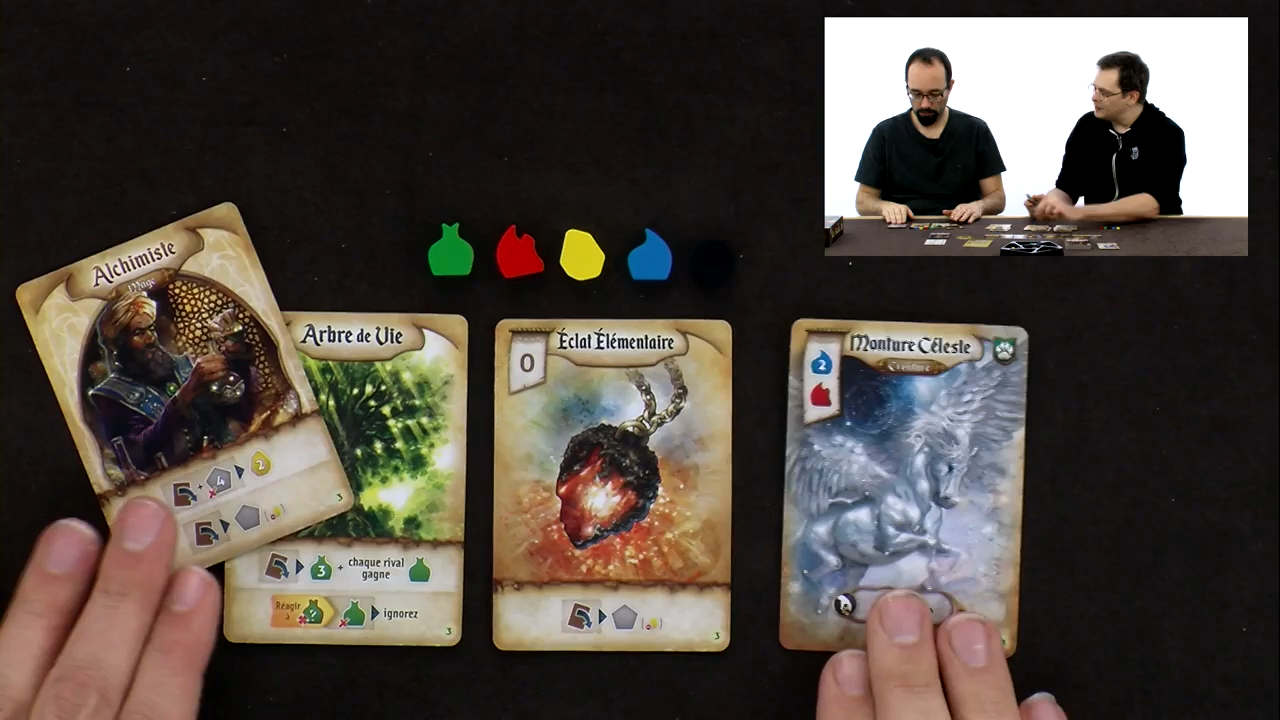 Alchimiste
Mage
4
2
3
Arbre de Vie
3
+ chaque rival
gagne
Réagir
à
?
ignorez
3
0
Éclat Élémentaire
3
2
Monture Céleste
Créature